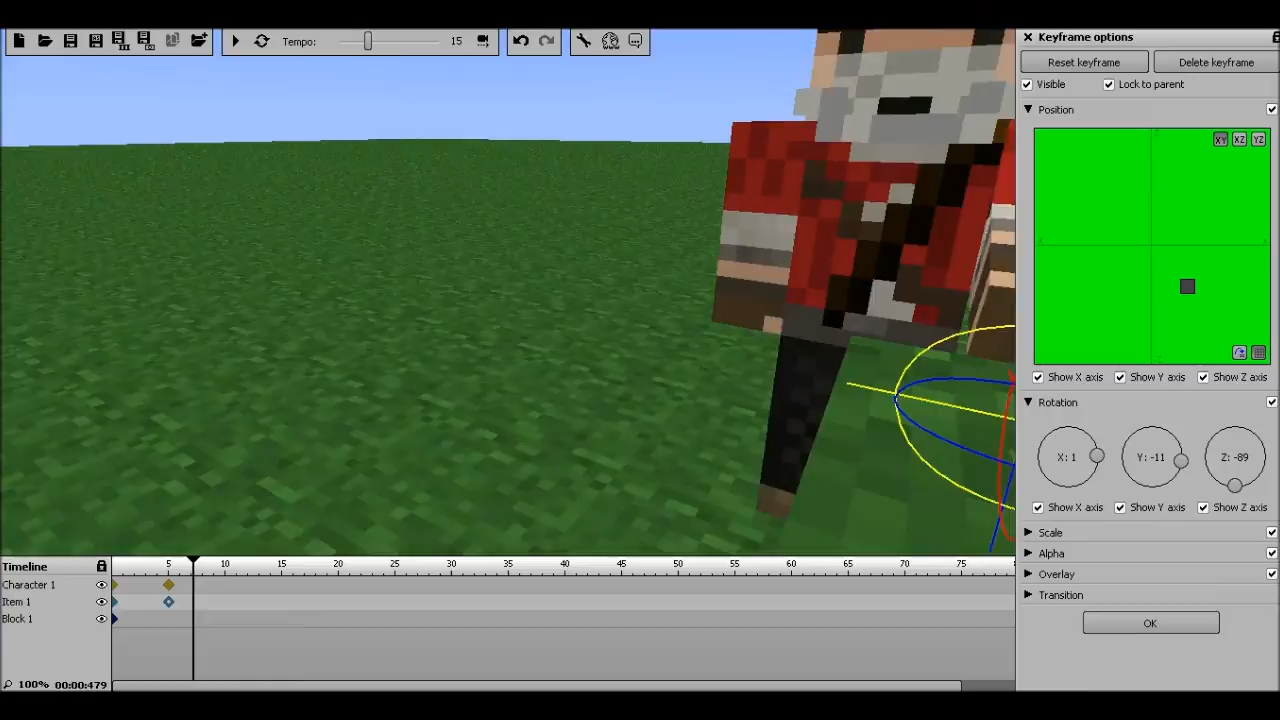 Tempo: 15
Keyframe options
Reset keyframe Delete keyframe
Visible Lock to parent
Position
XY XZ YZ
Show X axis Show Y axis Show Z axis
Rotation
X: 1 Y: -11 Z: -89
Show X axis Show Y axis Show Z axis
Scale
Alpha
Overlay
Transition
OK
Timeline 5 10 15 20 25 30 35 40 45 50 55 60 65 70 75
Character 1
Item 1
Block 1
100% 00:00:479